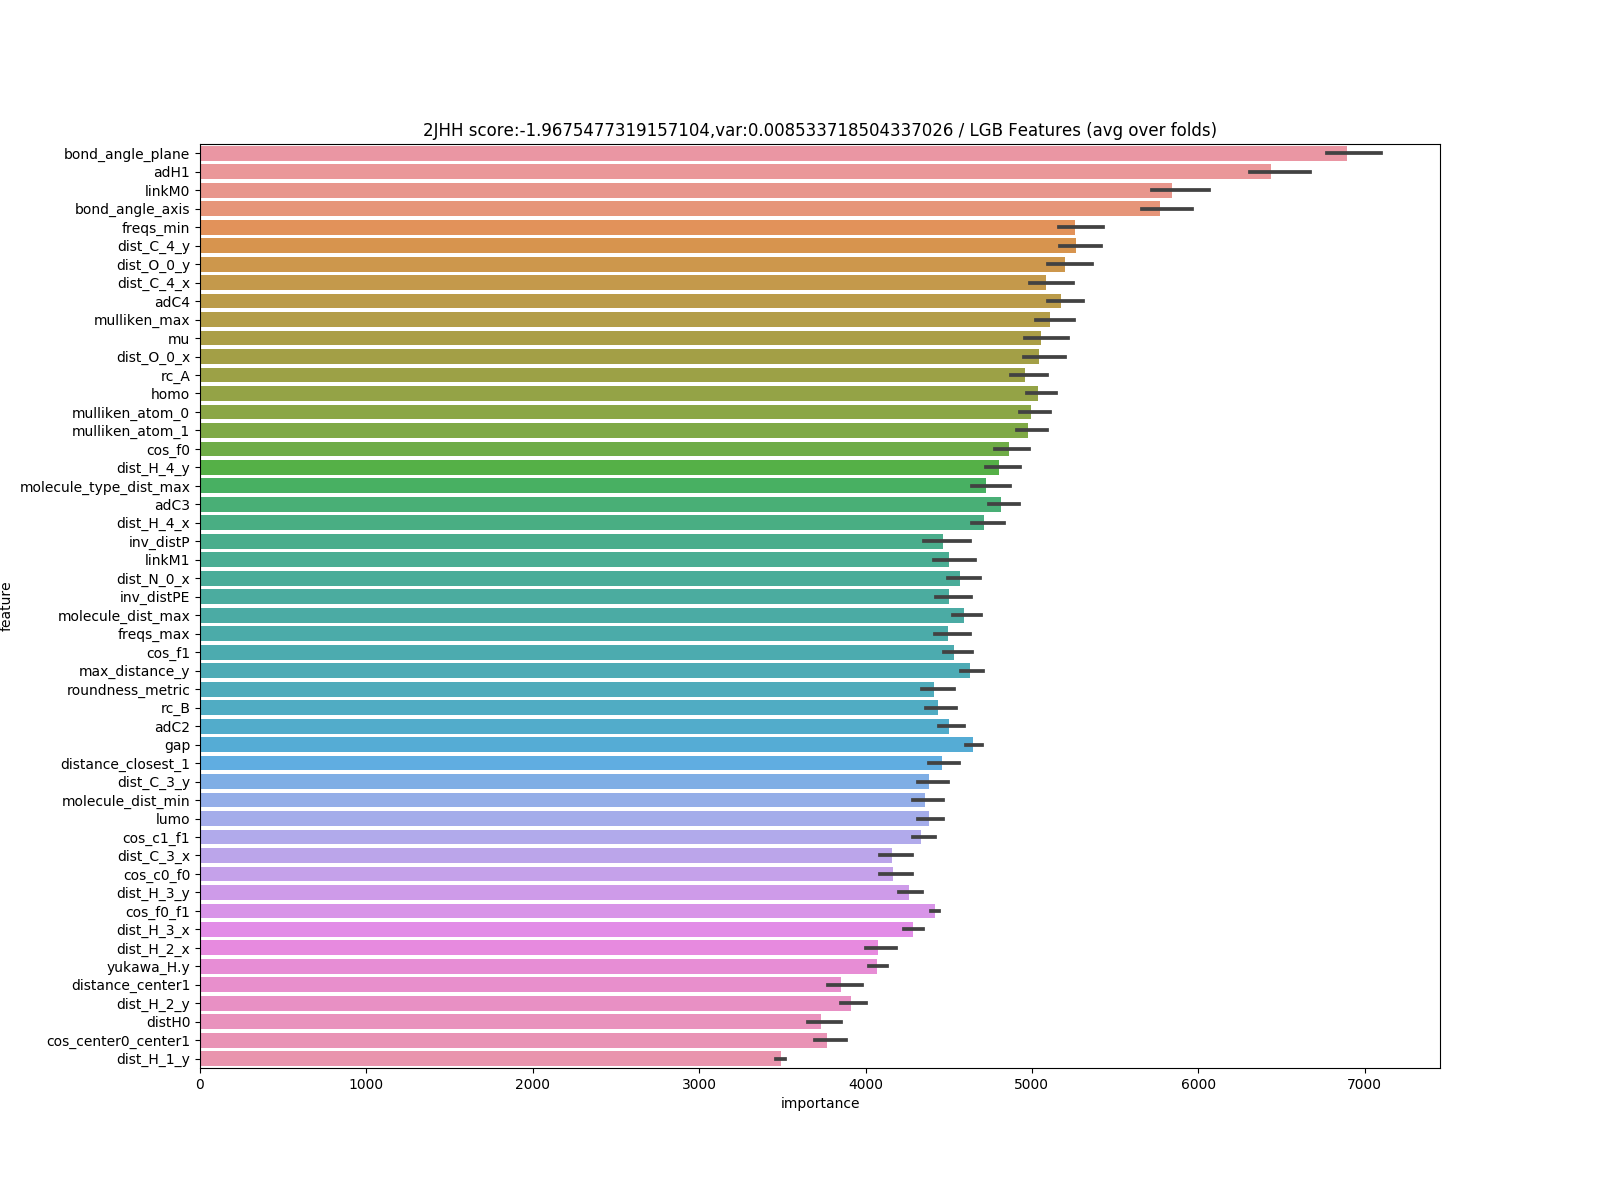 2JHH score:-1.9675477319157104,var:0.008533718504337026 / LGB Features (avg over folds)
feature
bond_angle_plane
adH1
linkM0
bond_angle_axis
freqs_min
dist_C_4_y
dist_O_0_y
dist_C_4_x
adC4
mulliken_max
mu
dist_O_0_x
rc_A
homo
mulliken_atom_0
mulliken_atom_1
cos_f0
dist_H_4_y
molecule_type_dist_max
adC3
dist_H_4_x
inv_distP
linkM1
dist_N_0_x
inv_distPE
molecule_dist_max
freqs_max
cos_f1
max_distance_y
roundness_metric
rc_B
adC2
gap
distance_closest_1
dist_C_3_y
molecule_dist_min
lumo
cos_c1_f1
dist_C_3_x
cos_c0_f0
dist_H_3_y
cos_f0_f1
dist_H_3_x
dist_H_2_x
yukawa_H.y
distance_center1
dist_H_2_y
distH0
cos_center0_center1
dist_H_1_y
0 1000 2000 3000 4000 5000 6000 7000
importance